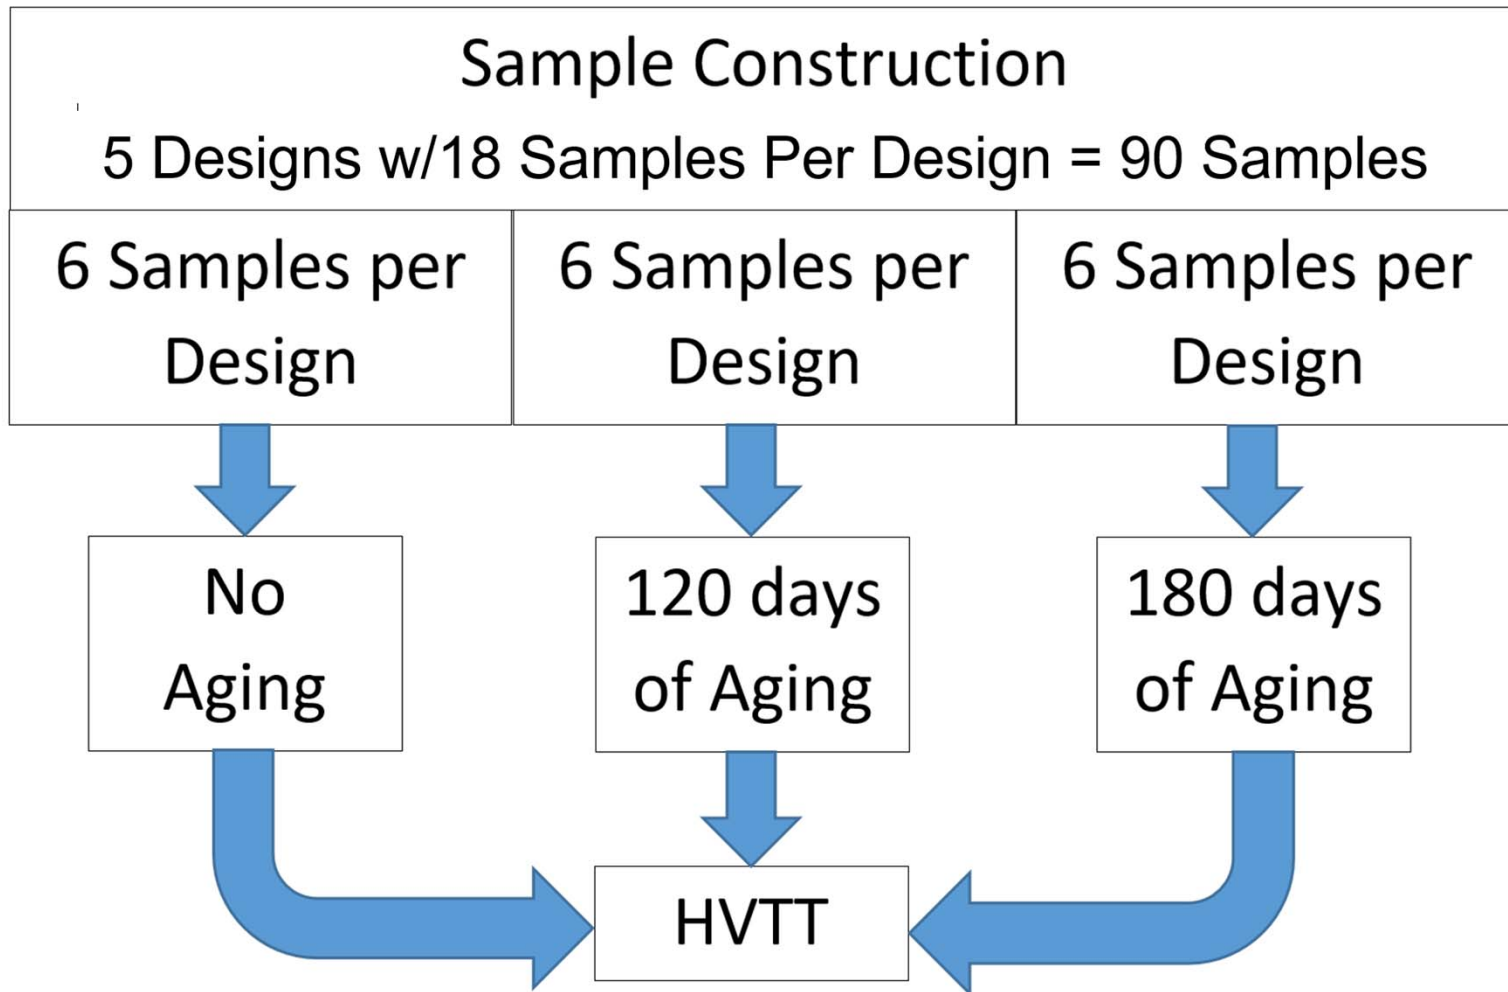 Sample Construction
5 Designs w/18 Samples Per Design = 90 Samples
6 Samples per
Design
6 Samples per
Design
6 Samples per
Design
No
Aging
120 days
of Aging
180 days
of Aging
HVTT